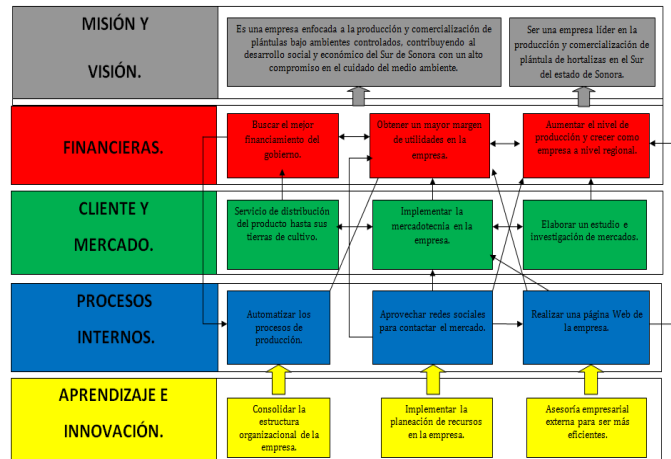 MISIÓN Y
VISIÓN.
Es una empresa enfocada a la producción y comercialización de
plántulas bajo ambientes controlados, contribuyendo al
desarrollo social y económico del Sur de Sonora con un alto
compromiso en el cuidado del medio ambiente.
Ser una empresa líder en la
producción y comercialización de
plántula de hortalizas en el Sur
del estado de Sonora.
FINANCIERAS.
Buscar el mejor
financiamiento del
gobierno.
Obtener un mayor margen
de utilidades en la
empresa.
Aumentar el nivel de
producción y crecer como
empresa a nivel regional.
CLIENTE Y
MERCADO.
Servicio de distribución
del producto hasta sus
tierras de cultivo.
Implementar la
mercadotecnia en la
empresa.
Elaborar un estudio e
investigación de mercados.
PROCESOS
INTERNOS.
Automatizar los
procesos de
producción.
Aprovechar redes sociales
para contactar el mercado.
Realizar una página Web de
la empresa.
APRENDIZAJE E
INNOVACIÓN.
Consolidar la
estructura
organizacional de la
empresa.
Implementar la
planeación de recursos
en la empresa.
Asesoría empresarial
externa para ser más
eficientes.